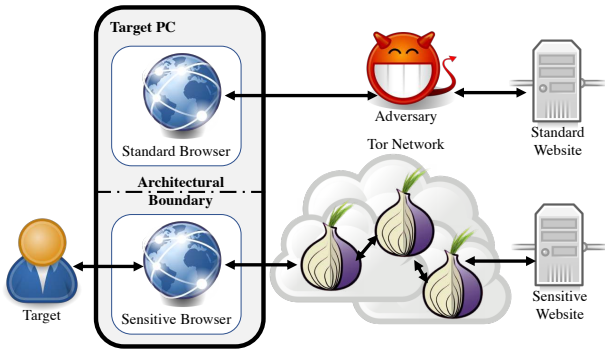 Target PC
Standard Browser
Adversary
Standard
Website
Tor Network
Architectural
Boundary
Target
Sensitive Browser
Sensitive
Website